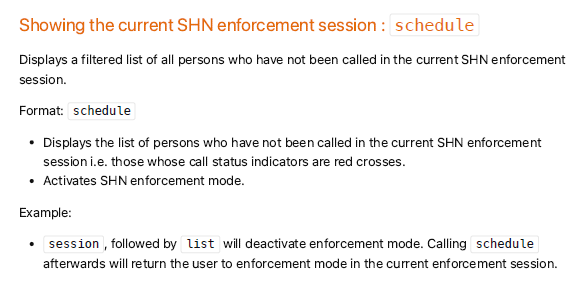 Showing the current SHN enforcement session : schedule
Displays a filtered list of all persons who have not been called in the current SHN enforcement
session.
Format: schedule
• Displays the list of persons who have not been called in the current SHN enforcement
session i.e. those whose call status indicators are red crosses.
• Activates SHN enforcement mode.
Example:
• session, followed by list will deactivate enforcement mode. Calling schedule
afterwards will return the user to enforcement mode in the current enforcement session.